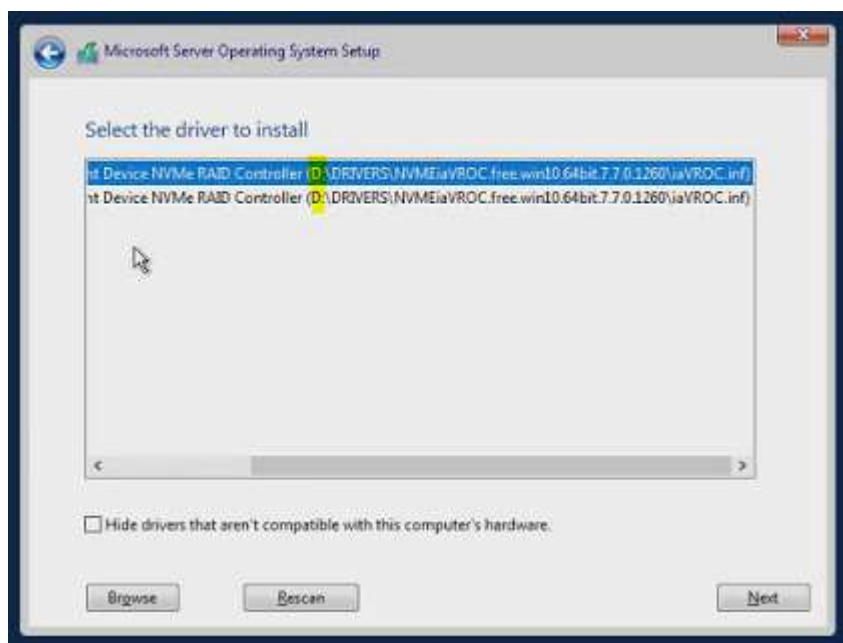 Microsoft Server Operating System Setup
Select the driver to install
nt Device NVMe RAID Controller (D:\DRIVERS\NVMEiaVROC.free.win10.64bit.7.7.0.1260\iaVROC.inf)
nt Device NVMe RAID Controller (D:\DRIVERS\NVMEiaVROC.free.win10.64bit.7.7.0.1260\iaVROC.inf)
Hide drivers that aren't compatible with this computer's hardware.
Browse Rescan Next